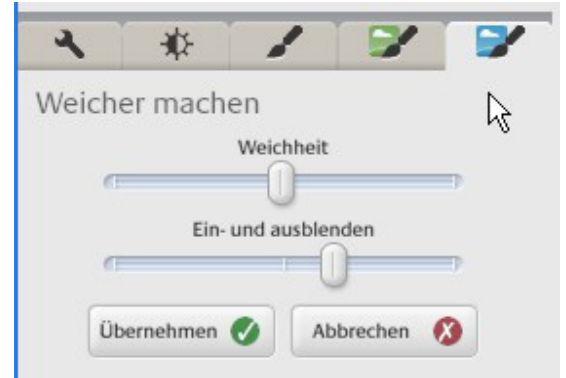 Weicher machen
Weichheit
Ein- und ausblenden
Übernehmen
Abbrechen